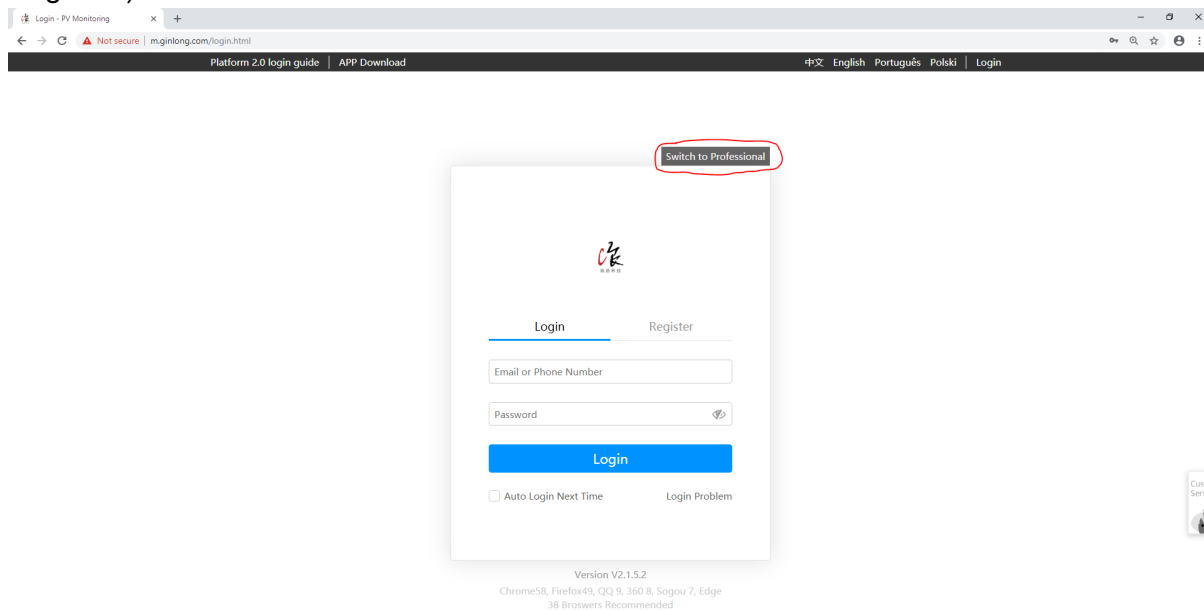 Login - PV Monitoring
Not secure | m.ginlong.com/login.html
Platform 2.0 login guide | APP Download 中文 English Português Polski | Login
Switch to Professional
Login Register
Email or Phone Number
Password
Login
Auto Login Next Time Login Problem
Version V2.1.5.2
Chrome58, Firefox49, QQ 9, 360 8, Sogou 7, Edge
38 Broswers Recommended